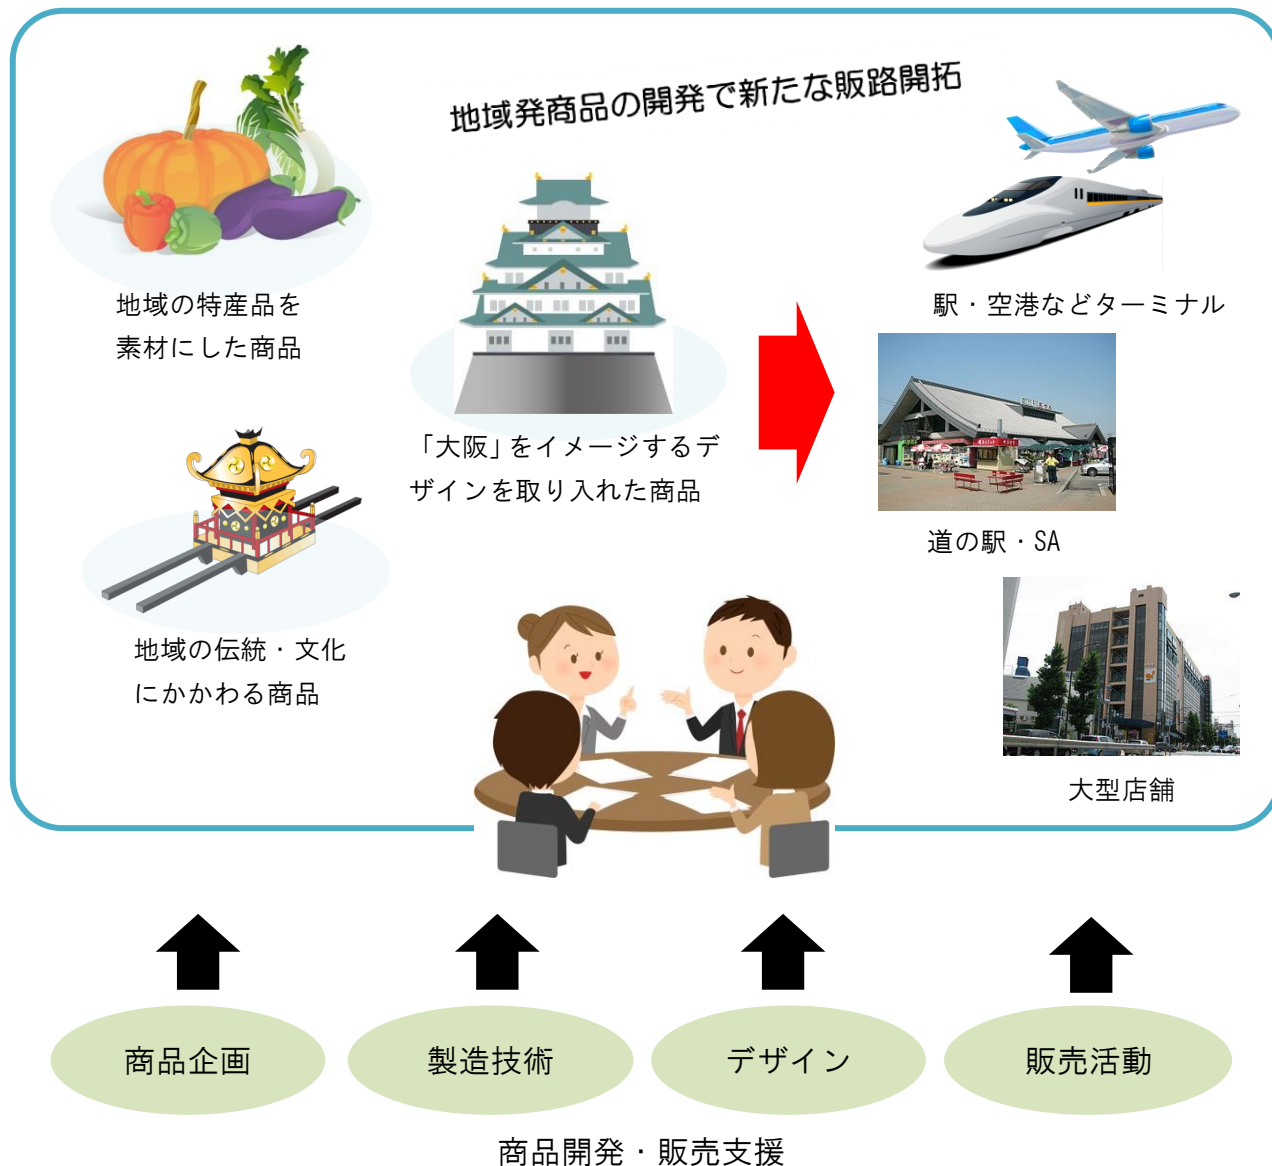 地域発商品の開発で新たな販路開拓
地域の特産品を
素材にした商品
「大阪」をイメージするデ
ザインを取り入れた商品
地域の伝統・文化
にかかわる商品
駅・空港などターミナル
道の駅・SA
大型店舗
商品企画
製造技術
デザイン
販売活動
商品開発・販売支援